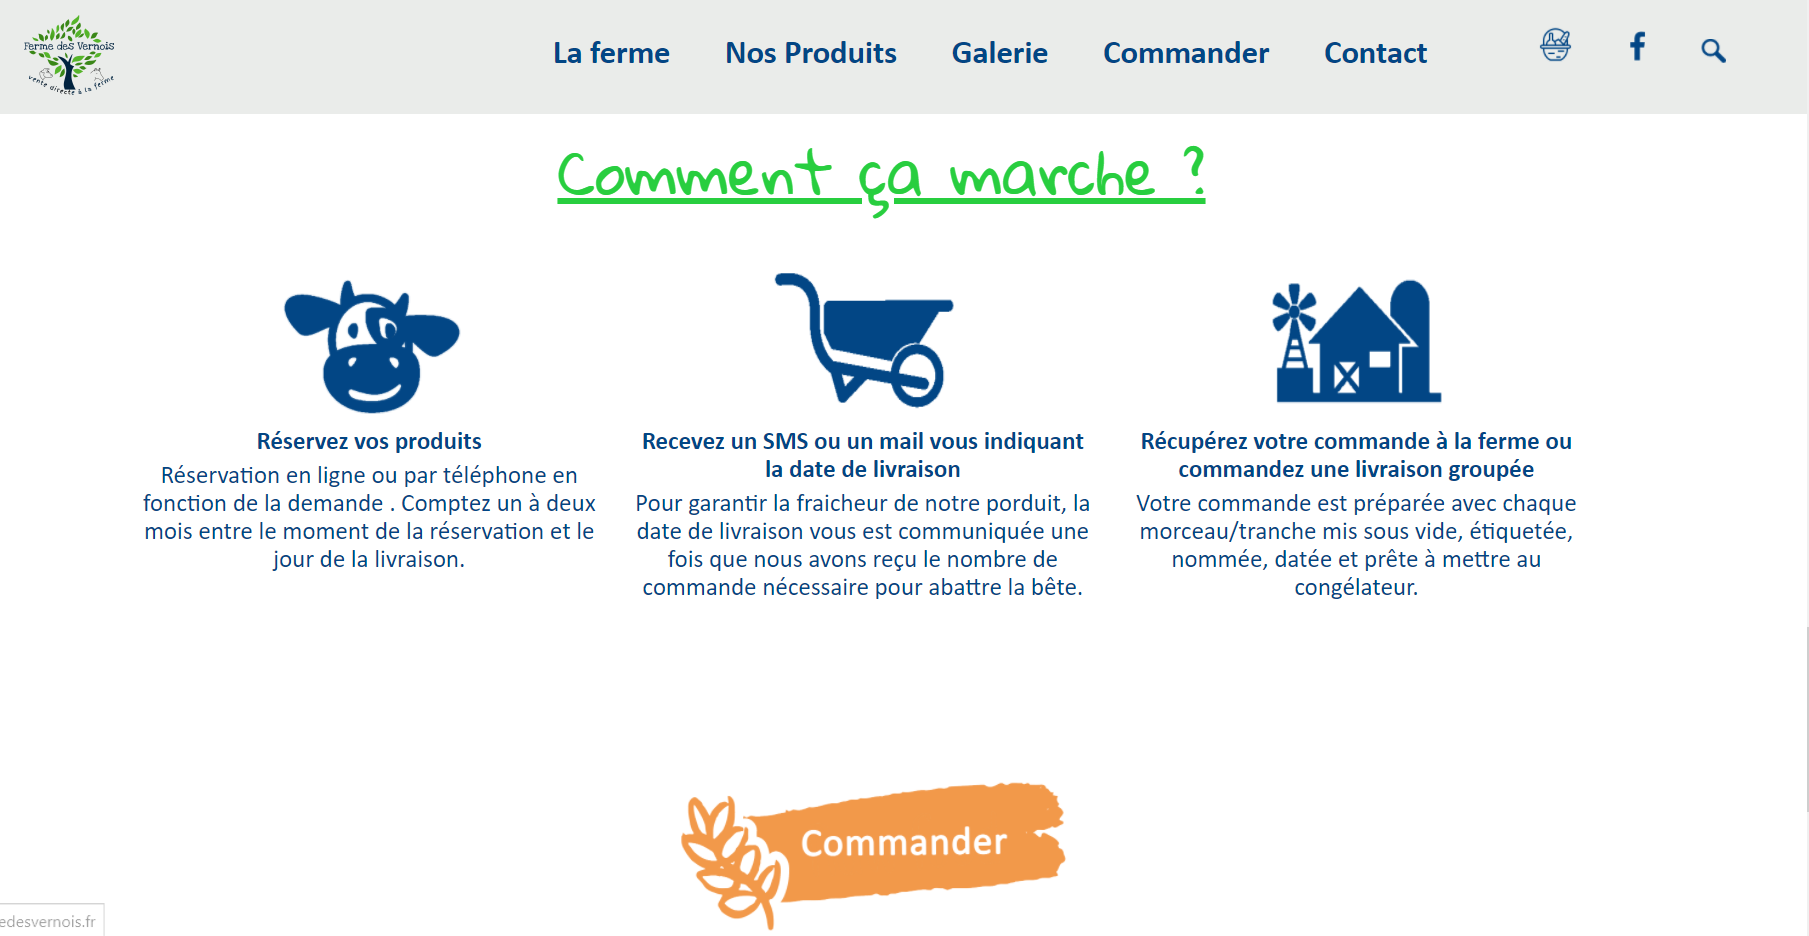 Ferme des Vernois
vente directe à la ferme
La ferme
Nos Produits
Galerie
Commander
Contact
Comment ça marche ?
Réservez vos produits
Réservation en ligne ou par téléphone en
fonction de la demande . Comptez un à deux
mois entre le moment de la réservation et le
jour de la livraison.
Recevez un SMS ou un mail vous indiquant
la date de livraison
Pour garantir la fraicheur de notre porduit, la
date de livraison vous est communiquée une
fois que nous avons reçu le nombre de
commande nécessaire pour abattre la bête.
Récupérez votre commande à la ferme ou
commandez une livraison groupée
Votre commande est préparée avec chaque
morceau/tranche mis sous vide, étiquetée,
nommée, datée et prête à mettre au
congélateur.
Commander
edesvernois.fr